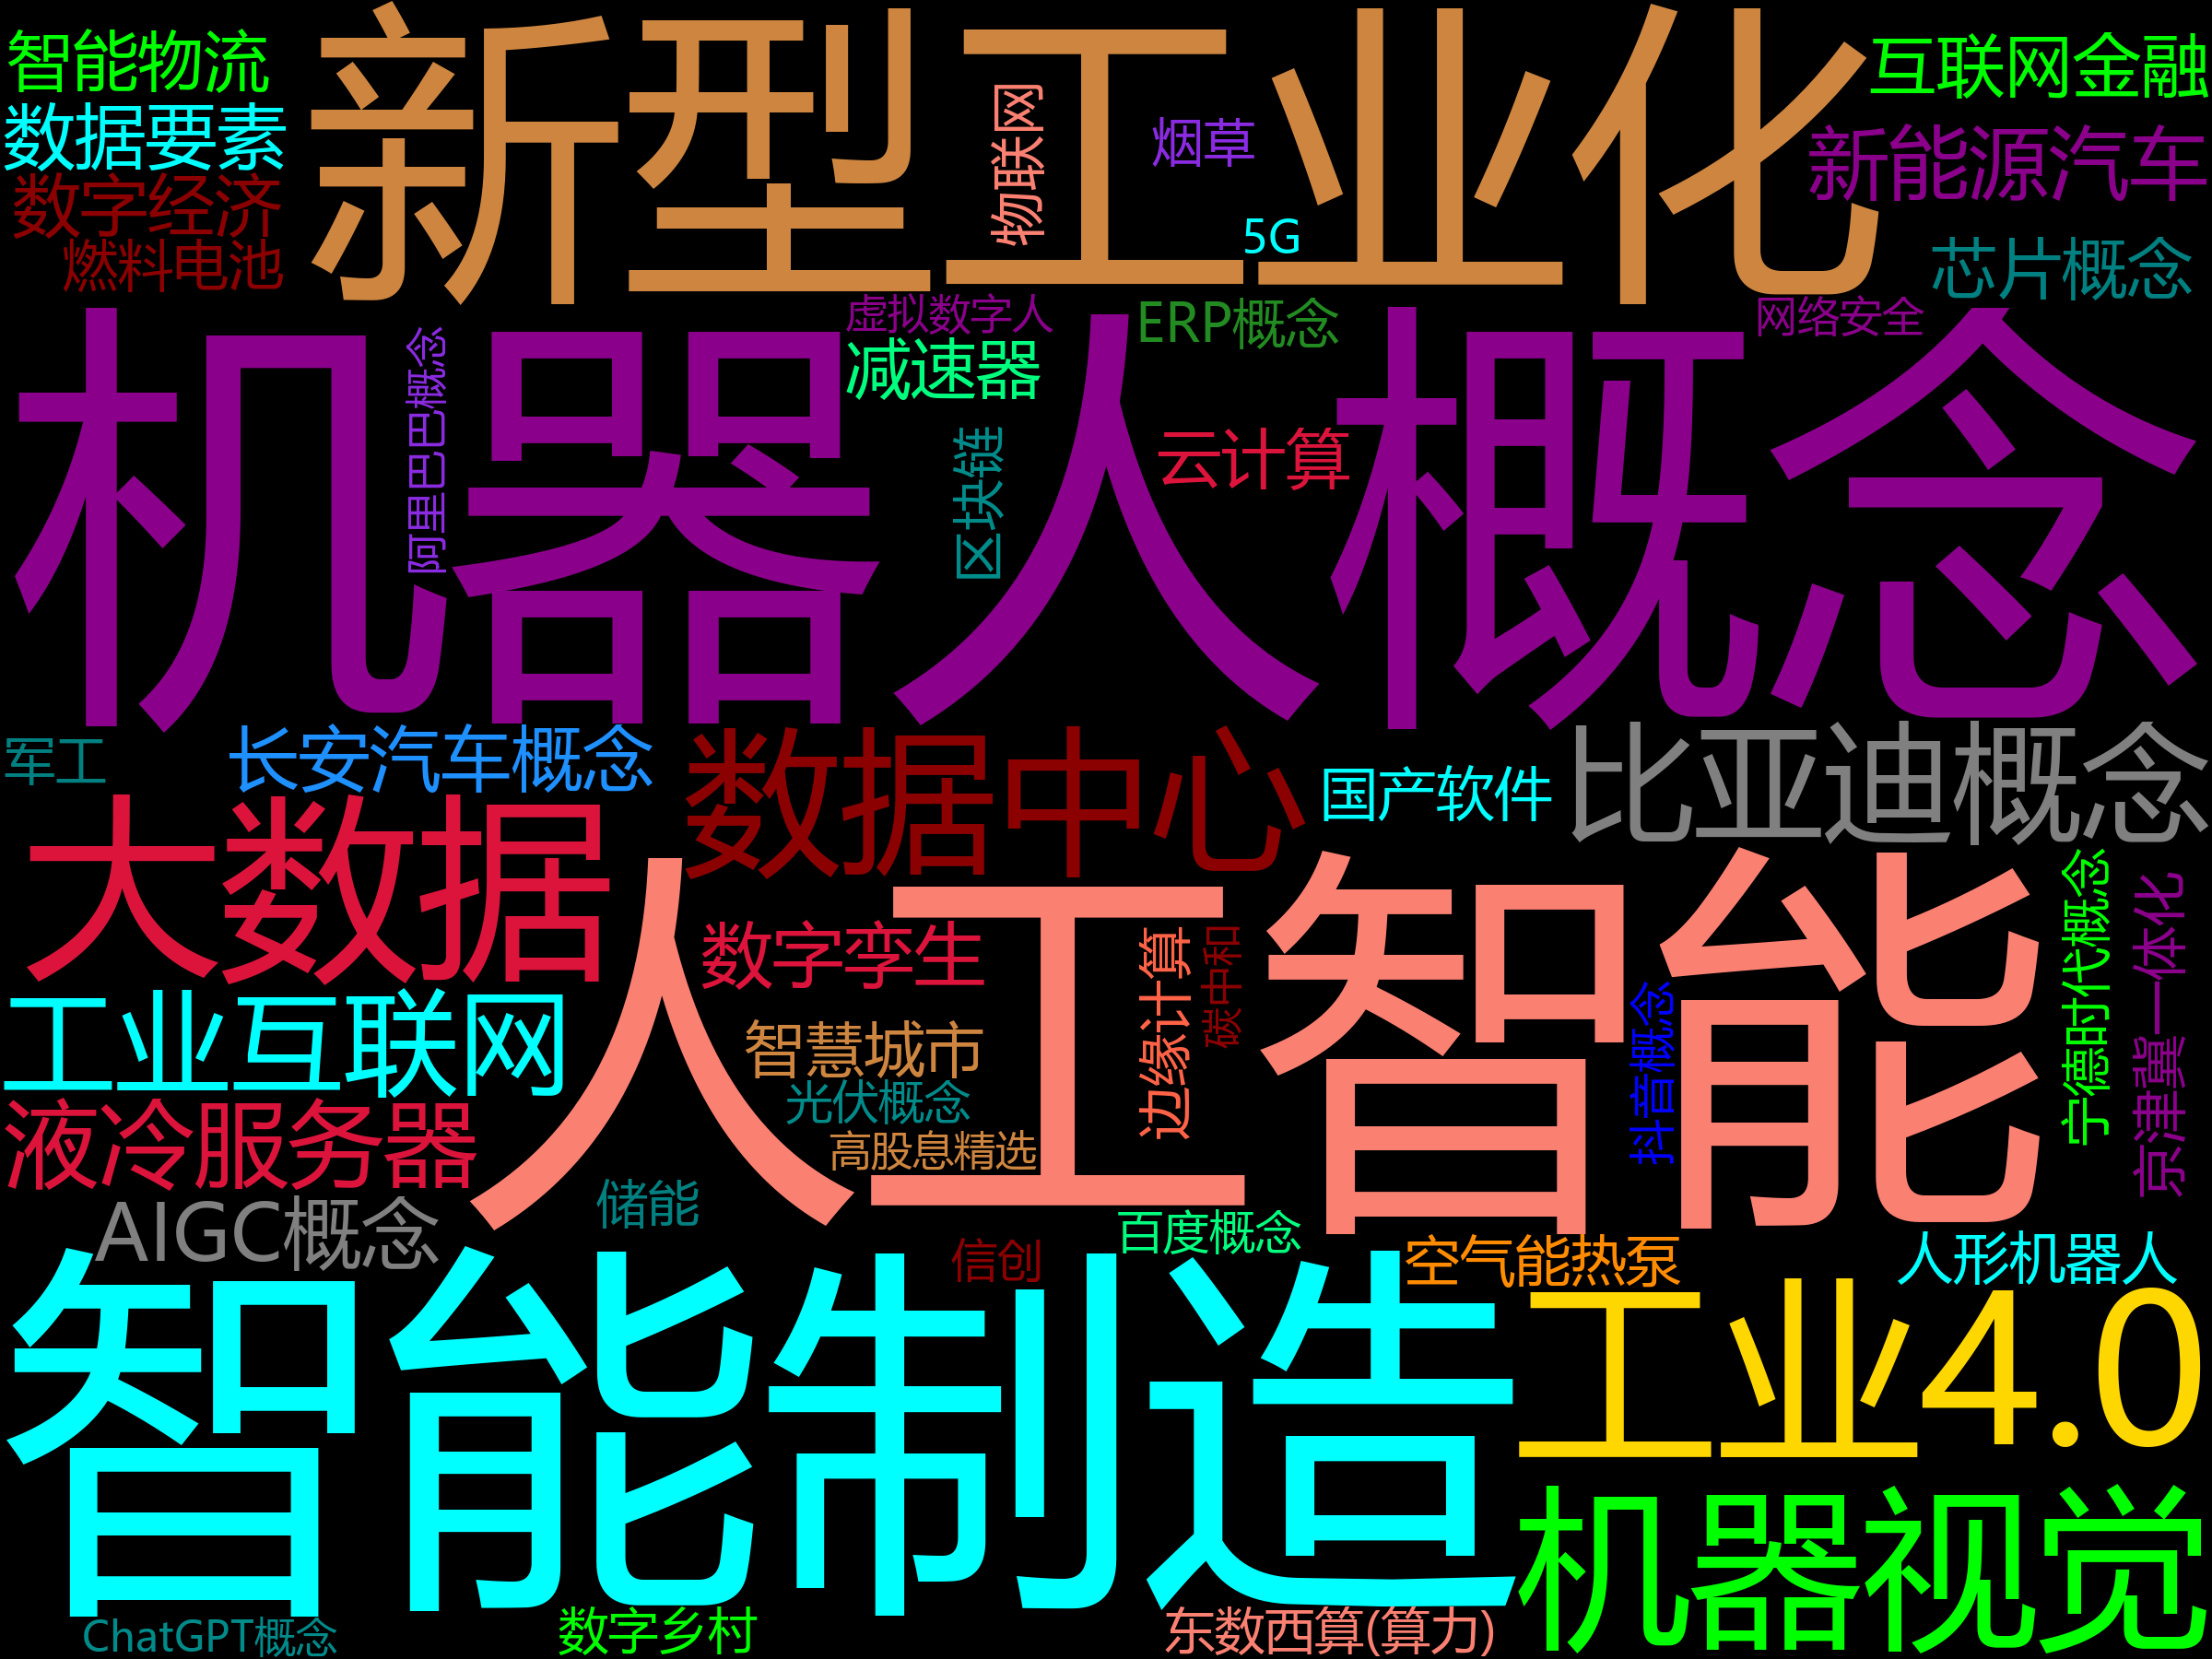 新型工业化
智能物流
互联网金融
数据要素
物联网
烟草
新能源汽车
数字经济
5G
燃料电池
芯片概念
虚拟数字人
ERP概念
网络安全
机器人概念
阿里巴巴概念
减速器
区块链
云计算
军工
长安汽车概念
数据中心
国产软件
比亚迪概念
大数据
人工智能
数字孪生
边缘计算
碳中和
宁德时代概念
京津冀一体化
工业互联网
智慧城市
抖音概念
光伏概念
液冷服务器
高股息精选
储能
AIGC概念
百度概念
信创
空气能热泵
人形机器人
智能制造
工业4.0
机器视觉
ChatGPT概念
数字乡村
东数西算(算力)